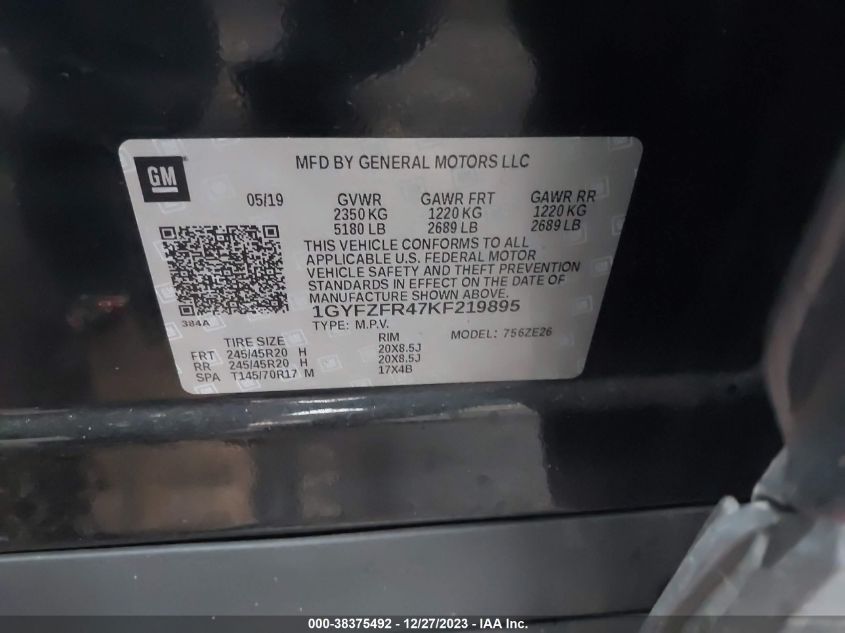 GM
MFD BY GENERAL MOTORS LLC
05/19 GVWR GAWR FRT GAWR RR
2350 KG 1220 KG 1220 KG
5180 LB 2689 LB 2689 LB
THIS VEHICLE CONFORMS TO ALL
APPLICABLE U.S. FEDERAL MOTOR
VEHICLE SAFETY AND THEFT PREVENTION
STANDARDS IN EFFECT ON THE DATE OF
MANUFACTURE SHOWN ABOVE.
384A
1GYFZFR47KF219895
TYPE: M.P.V. MODEL: 756ZE26
TIRE SIZE RIM
FRT 245/45R20 H 20X8.5J
RR 245/45R20 H 20X8.5J
SPA T145/70R17 M 17X4B
000-38375492 - 12/27/2023 - IAA Inc.